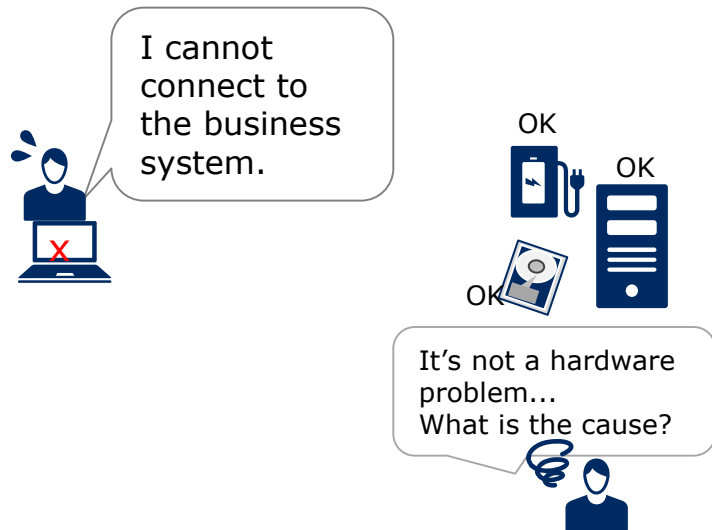 I cannot
connect to
the business
system.
X
OK
OK
OK
It’s not a hardware
problem...
What is the cause?